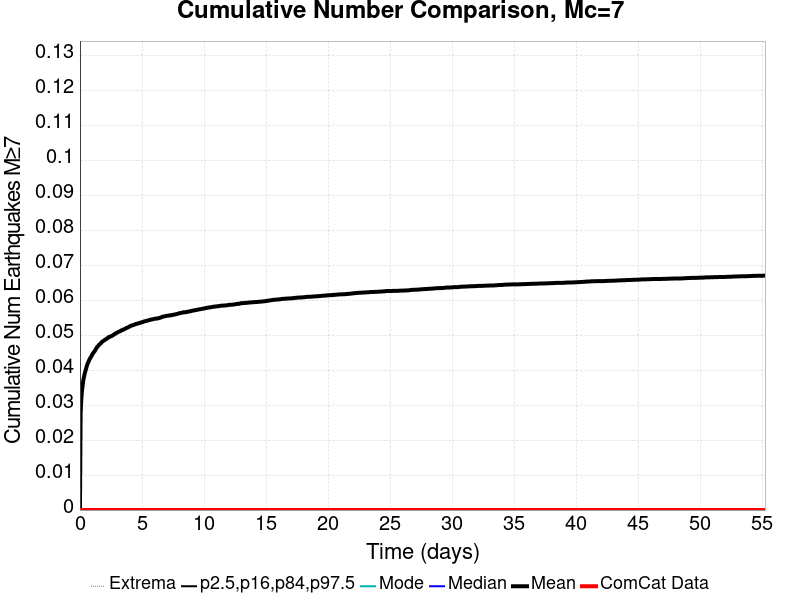 Cumulative Number Comparison, Mc=7
Cumulative Num Earthquakes M≥7
0.13
0.12
0.11
0.1
0.09
0.08
0.07
0.06
0.05
0.04
0.03
0.02
0.01
0
0 5 10 15 20 25 30 35 40 45 50 55
Time (days)
Extrema p2.5,p16,p84,p97.5 Mode Median Mean ComCat Data